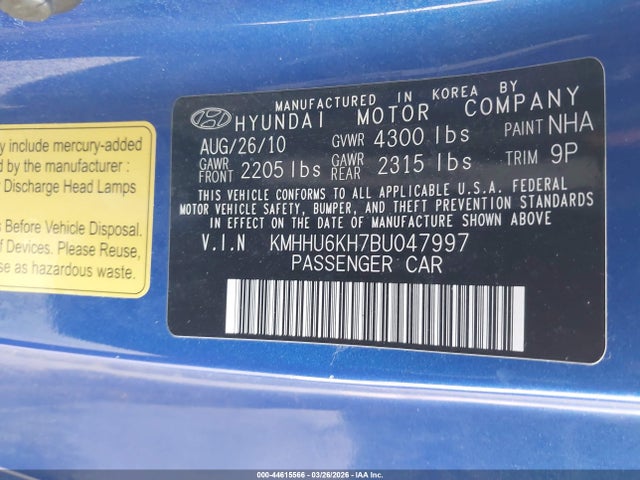 y include mercury-added
by the manufacturer :
Discharge Head Lamps
s Before Vehicle Disposal.
of Devices. Please Reuse,
se as hazardous waste.
MANUFACTURED IN KOREA BY
HYUNDAI MOTOR COMPANY
AUG/26/10 GVWR 4300 lbs PAINT NHA
GAWR FRONT 2205 lbs GAWR REAR 2315 lbs TRIM 9P
THIS VEHICLE CONFORMS TO ALL APPLICABLE U.S.A. FEDERAL
MOTOR VEHICLE SAFETY, BUMPER, AND THEFT PREVENTION STANDARDS
IN EFFECT ON THE DATE OF MANUFACTURE SHOWN ABOVE
V.I.N KMHHU6KH7BU047997
PASSENGER CAR
000-44615566 | 03/26/2026 | IAA Inc.